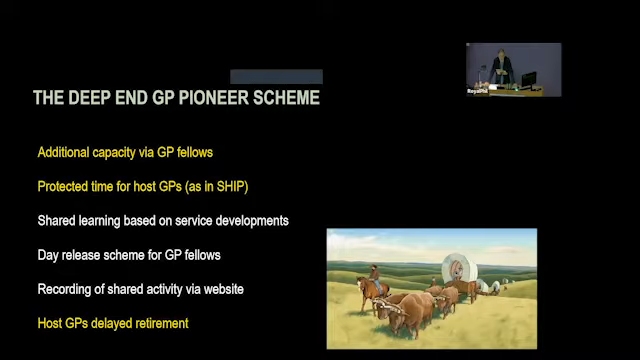 THE DEEP END GP PIONEER SCHEME
RoyalPhil
Additional capacity via GP fellows
Protected time for host GPs (as in SHIP)
Shared learning based on service developments
Day release scheme for GP fellows
Recording of shared activity via website
Host GPs delayed retirement